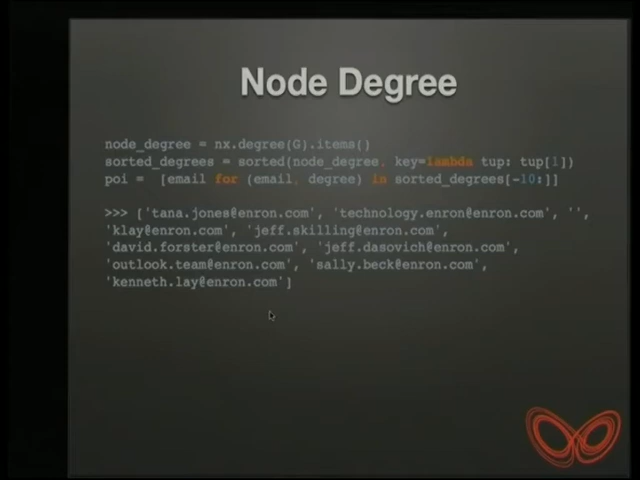 Node Degree
node_degree = nx.degree(G).items()
sorted_degrees = sorted(node_degree, key=lambda tup: tup[1])
poi =  [email for (email, degree) in sorted_degrees[-10:]]
>>> ['tana.jones@enron.com', 'technology.enron@enron.com', '',
'klay@enron.com', 'jeff.skilling@enron.com',
'david.forster@enron.com', 'jeff.dasovich@enron.com',
'outlook.team@enron.com', 'sally.beck@enron.com',
'kenneth.lay@enron.com']